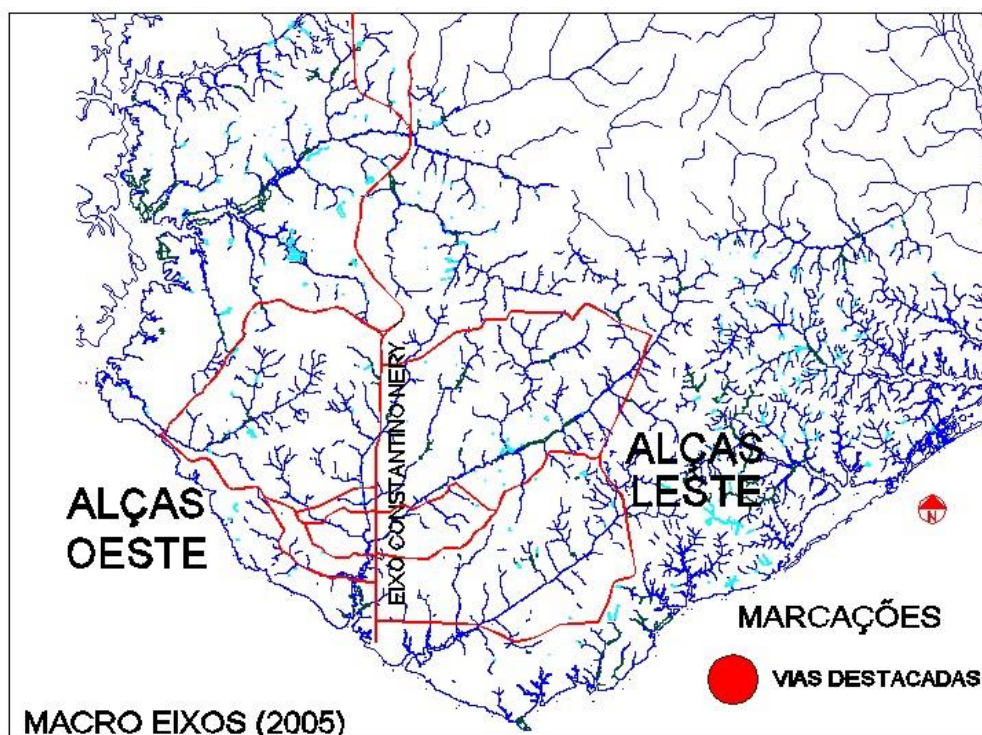 EIXO CONSTANTINO NERY
ALÇAS
OESTE
ALÇAS
LESTE
N
MARCAÇÕES
VIAS DESTACADAS
MACRO EIXOS (2005)